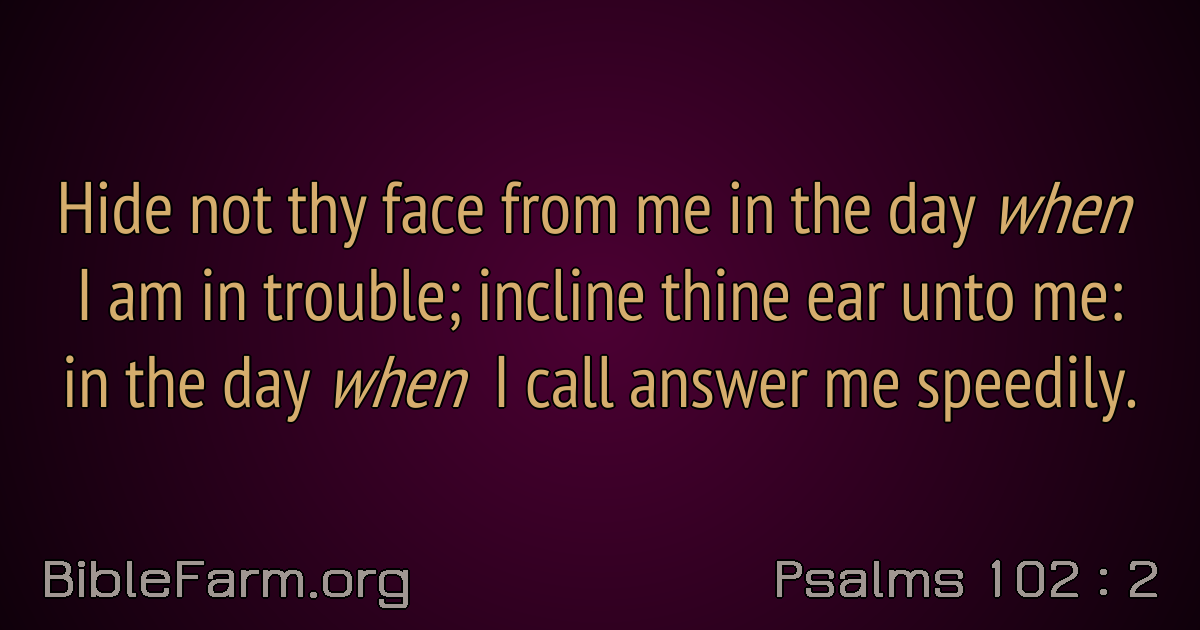 Hide not thy face from me in the day when
I am in trouble; incline thine ear unto me:
in the day when I call answer me speedily.
BibleFarm.org
Psalms 102 : 2